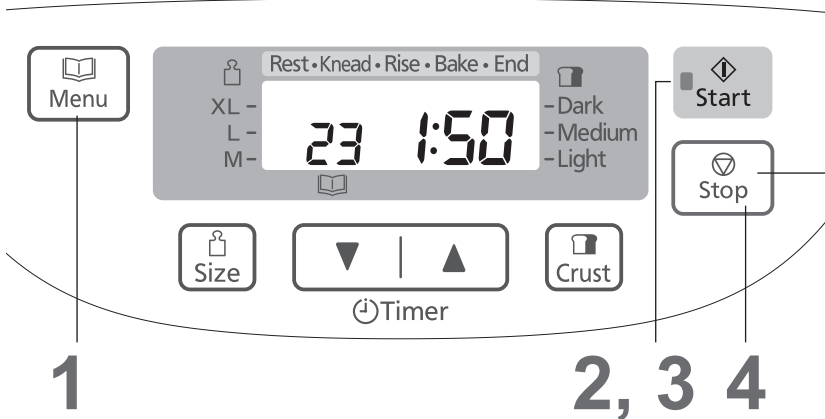 Menu
Rest • Knead • Rise • Bake • End
XL –
L –
M –
23 1:50
– Dark
– Medium
– Light
Start
Stop
Size
▼ | ▲
Crust
Timer
1
2, 3
4